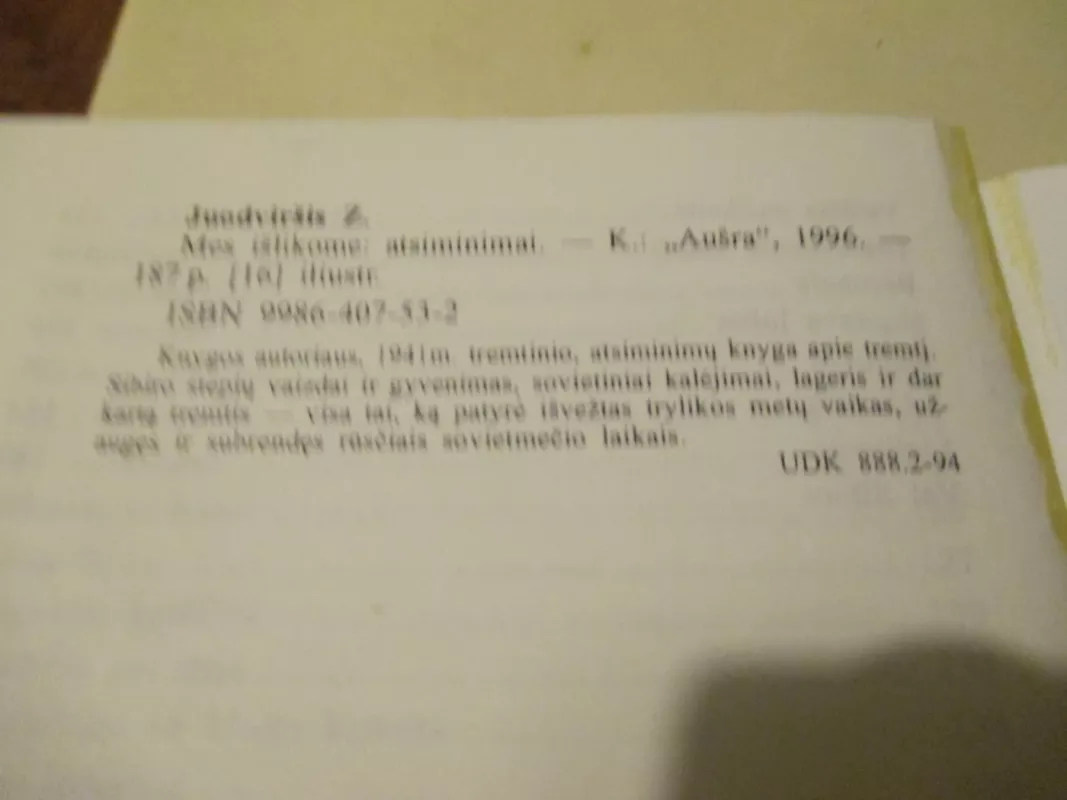 Juodviršis Z.
Mes išlikome: atsiminimai. — K.: „Aušra", 1996. —
187 p. [16] iliustr.
ISBN 9986-407-53-2
Knygos autoriaus, 1941 m. tremtinio, atsiminimų knyga apie tremtį.
Sibiro stepių vaizdai ir gyvenimas, sovietiniai kalėjimai, lageris ir dar
kartą tremtis — visa tai, ką patyrė išvežtas trylikos metų vaikas, už-
augęs ir subrendęs rūsčiais sovietmečio laikais.
UDK 888.2-94